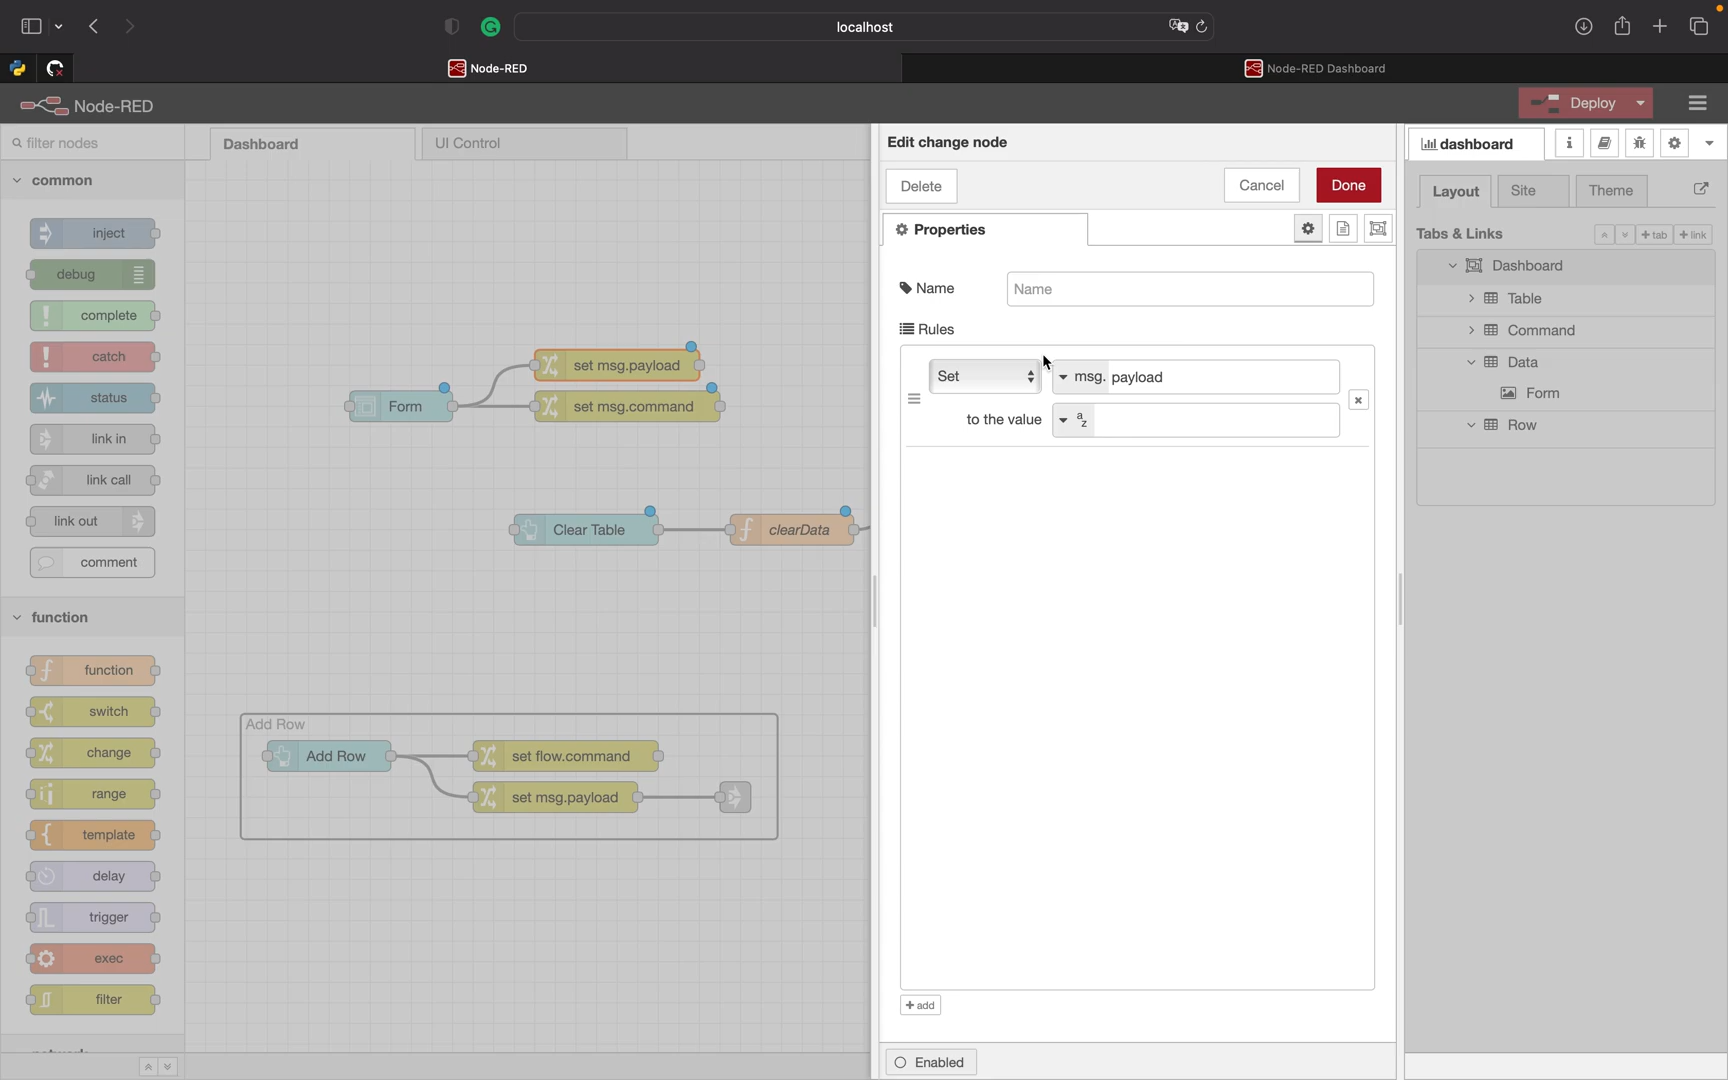 localhost
Node-RED
Node-RED Dashboard
Node-RED
Deploy
filter nodes
Dashboard
UI Control
Edit change node
dashboard
common
Delete
Cancel
Done
Layout
Site
Theme
inject
Properties
Tabs & Links
+ tab
+ link
debug
Dashboard
Name
Name
complete
Table
Rules
Command
catch
set msg.payload
Set
msg. payload
Data
status
Form
set msg.command
to the value
az
Form
link in
Row
link call
link out
Clear Table
clearData
comment
function
function
switch
Add Row
change
Add Row
set flow.command
range
set msg.payload
template
delay
trigger
exec
filter
+ add
Enabled